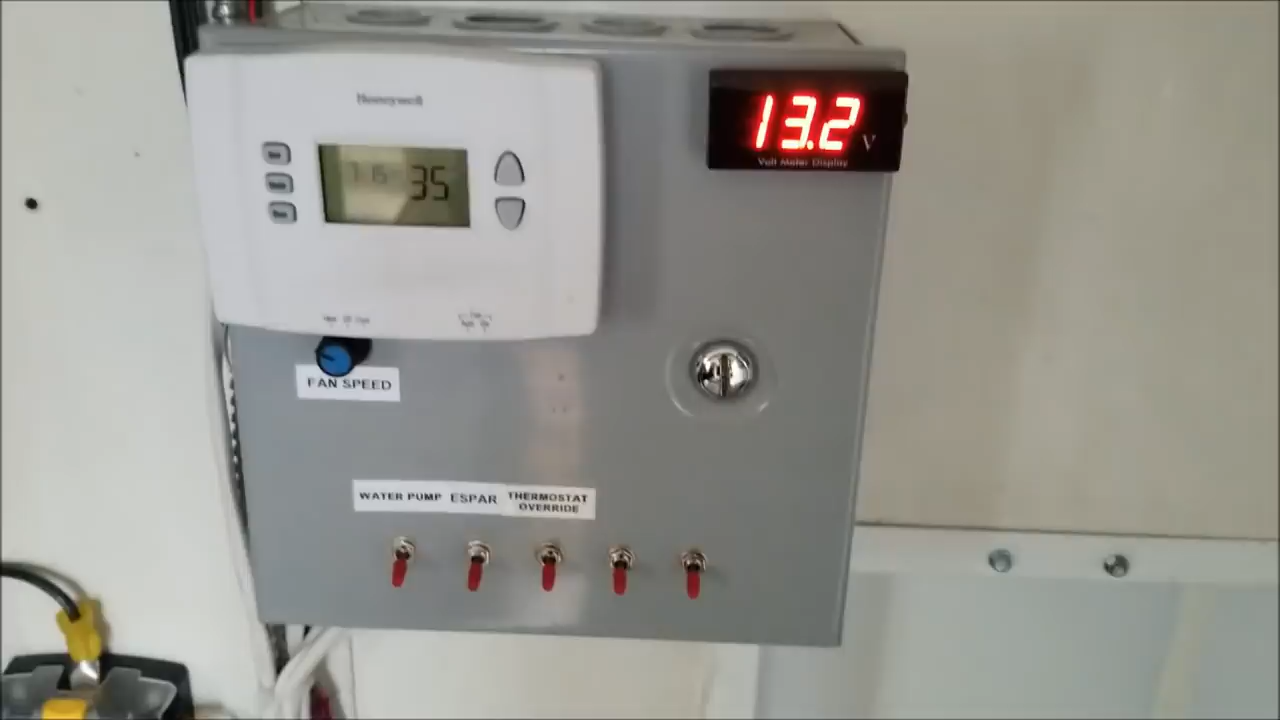 Honeywell
13.2 V
Volt Meter Display
35
FAN SPEED
WATER PUMP
ESPAR
THERMOSTAT
OVERRIDE